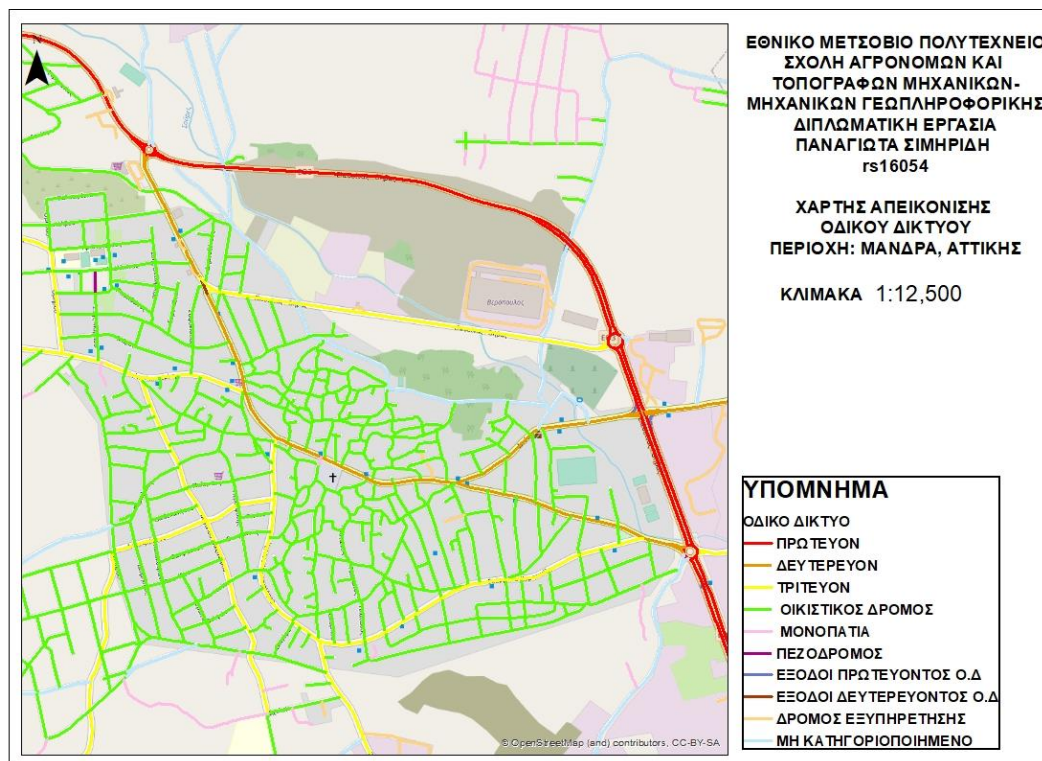 ΕΘΝΙΚΟ ΜΕΤΣΟΒΙΟ ΠΟΛΥΤΕΧΝΕΙΟ
ΣΧΟΛΗ ΑΓΡΟΝΟΜΩΝ ΚΑΙ
ΤΟΠΟΓΡΑΦΩΝ ΜΗΧΑΝΙΚΩΝ-
ΜΗΧΑΝΙΚΩΝ ΓΕΩΠΛΗΡΟΦΟΡΙΚΗΣ
ΔΙΠΛΩΜΑΤΙΚΗ ΕΡΓΑΣΙΑ
ΠΑΝΑΓΙΩΤΑ ΣΙΜΗΡΙΔΗ
rs16054
ΧΑΡΤΗΣ ΑΠΕΙΚΟΝΙΣΗΣ
ΟΔΙΚΟΥ ΔΙΚΤΥΟΥ
ΠΕΡΙΟΧΗ: ΜΑΝΔΡΑ, ΑΤΤΙΚΗΣ
ΚΛΙΜΑΚΑ 1:12,500
N
Βερόπουλος
ΥΠΟΜΝΗΜΑ
ΟΔΙΚΟ ΔΙΚΤΥΟ
ΠΡΩΤΕΥΟΝ
ΔΕΥΤΕΡΕΥΟΝ
ΤΡΙΤΕΥΟΝ
ΟΙΚΙΣΤΙΚΟΣ ΔΡΟΜΟΣ
ΜΟΝΟΠΑΤΙΑ
ΠΕΖΟΔΡΟΜΟΣ
ΕΞΟΔΟΙ ΠΡΩΤΕΥΟΝΤΟΣ Ο.Δ
ΕΞΟΔΟΙ ΔΕΥΤΕΡΕΥΟΝΤΟΣ Ο.Δ
ΔΡΟΜΟΣ ΕΞΥΠΗΡΕΤΗΣΗΣ
ΜΗ ΚΑΤΗΓΟΡΙΟΠΟΙΗΜΕΝΟ
© OpenStreetMap (and) contributors, CC-BY-SA